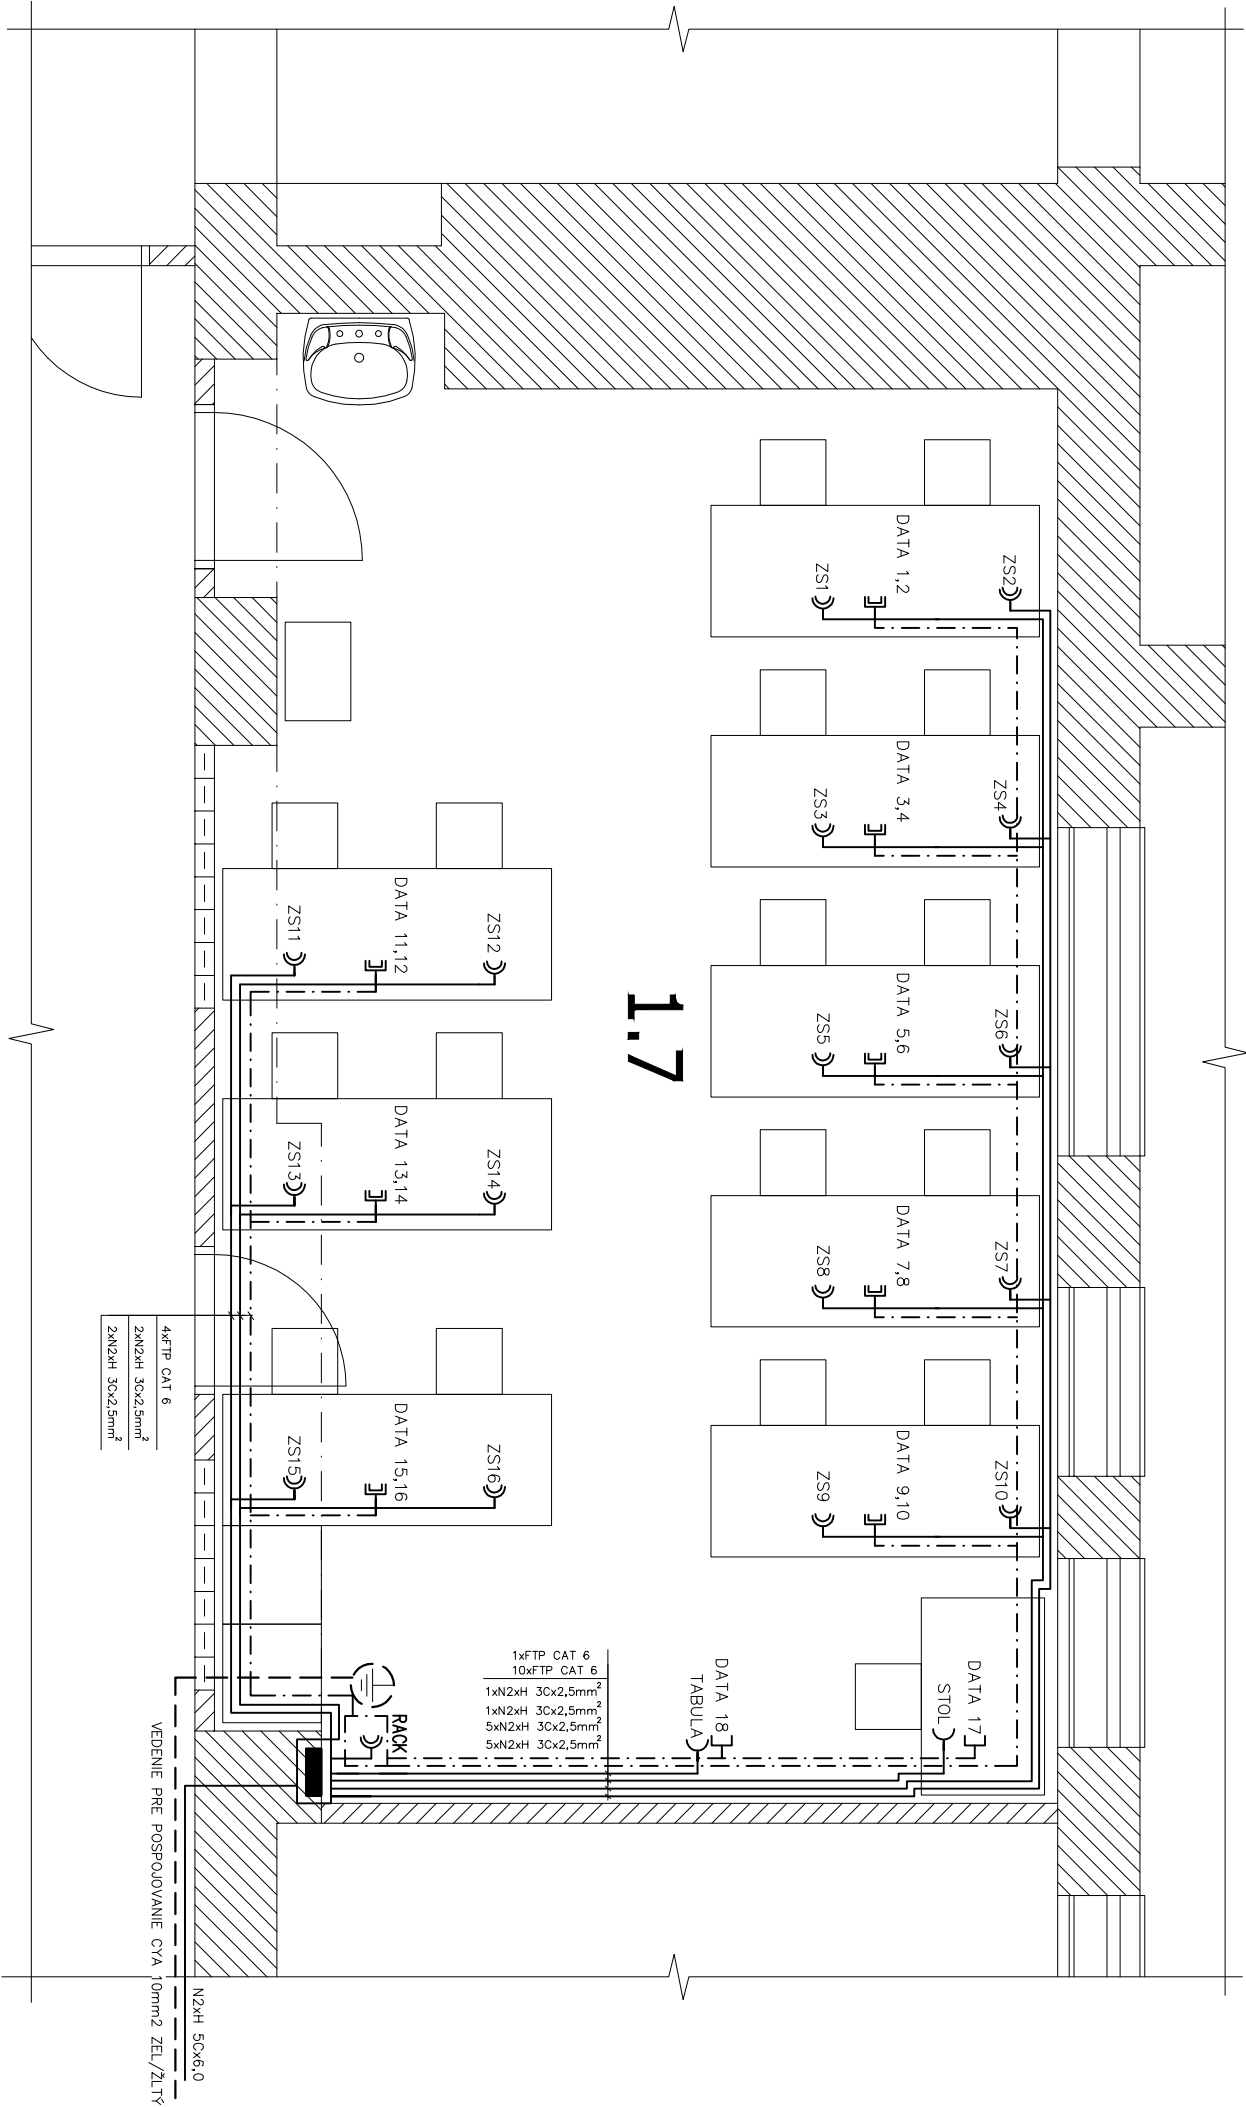 DATA 1,2
ZS1
ZS2
DATA 3,4
ZS3
ZS4
DATA 5,6
ZS5
ZS6
DATA 7,8
ZS8
ZS7
DATA 9,10
ZS9
ZS10
DATA 11,12
ZS11
ZS12
DATA 13,14
ZS13
ZS14
DATA 15,16
ZS15
ZS16
1.7
4xFTP CAT 6
2xN2xH 3Cx2,5mm²
2xN2xH 3Cx2,5mm²
1xFTP CAT 6
10xFTP CAT 6
1xN2xH 3Cx2,5mm²
1xN2xH 3Cx2,5mm²
5xN2xH 3Cx2,5mm²
5xN2xH 3Cx2,5mm²
DATA 18
TABULA
DATA 17
STOL
RACK
N2xH 5Cx6,0
VEDENIE PRE POSPOJOVANIE CYA 10mm2 ZEL/ŽLTÝ